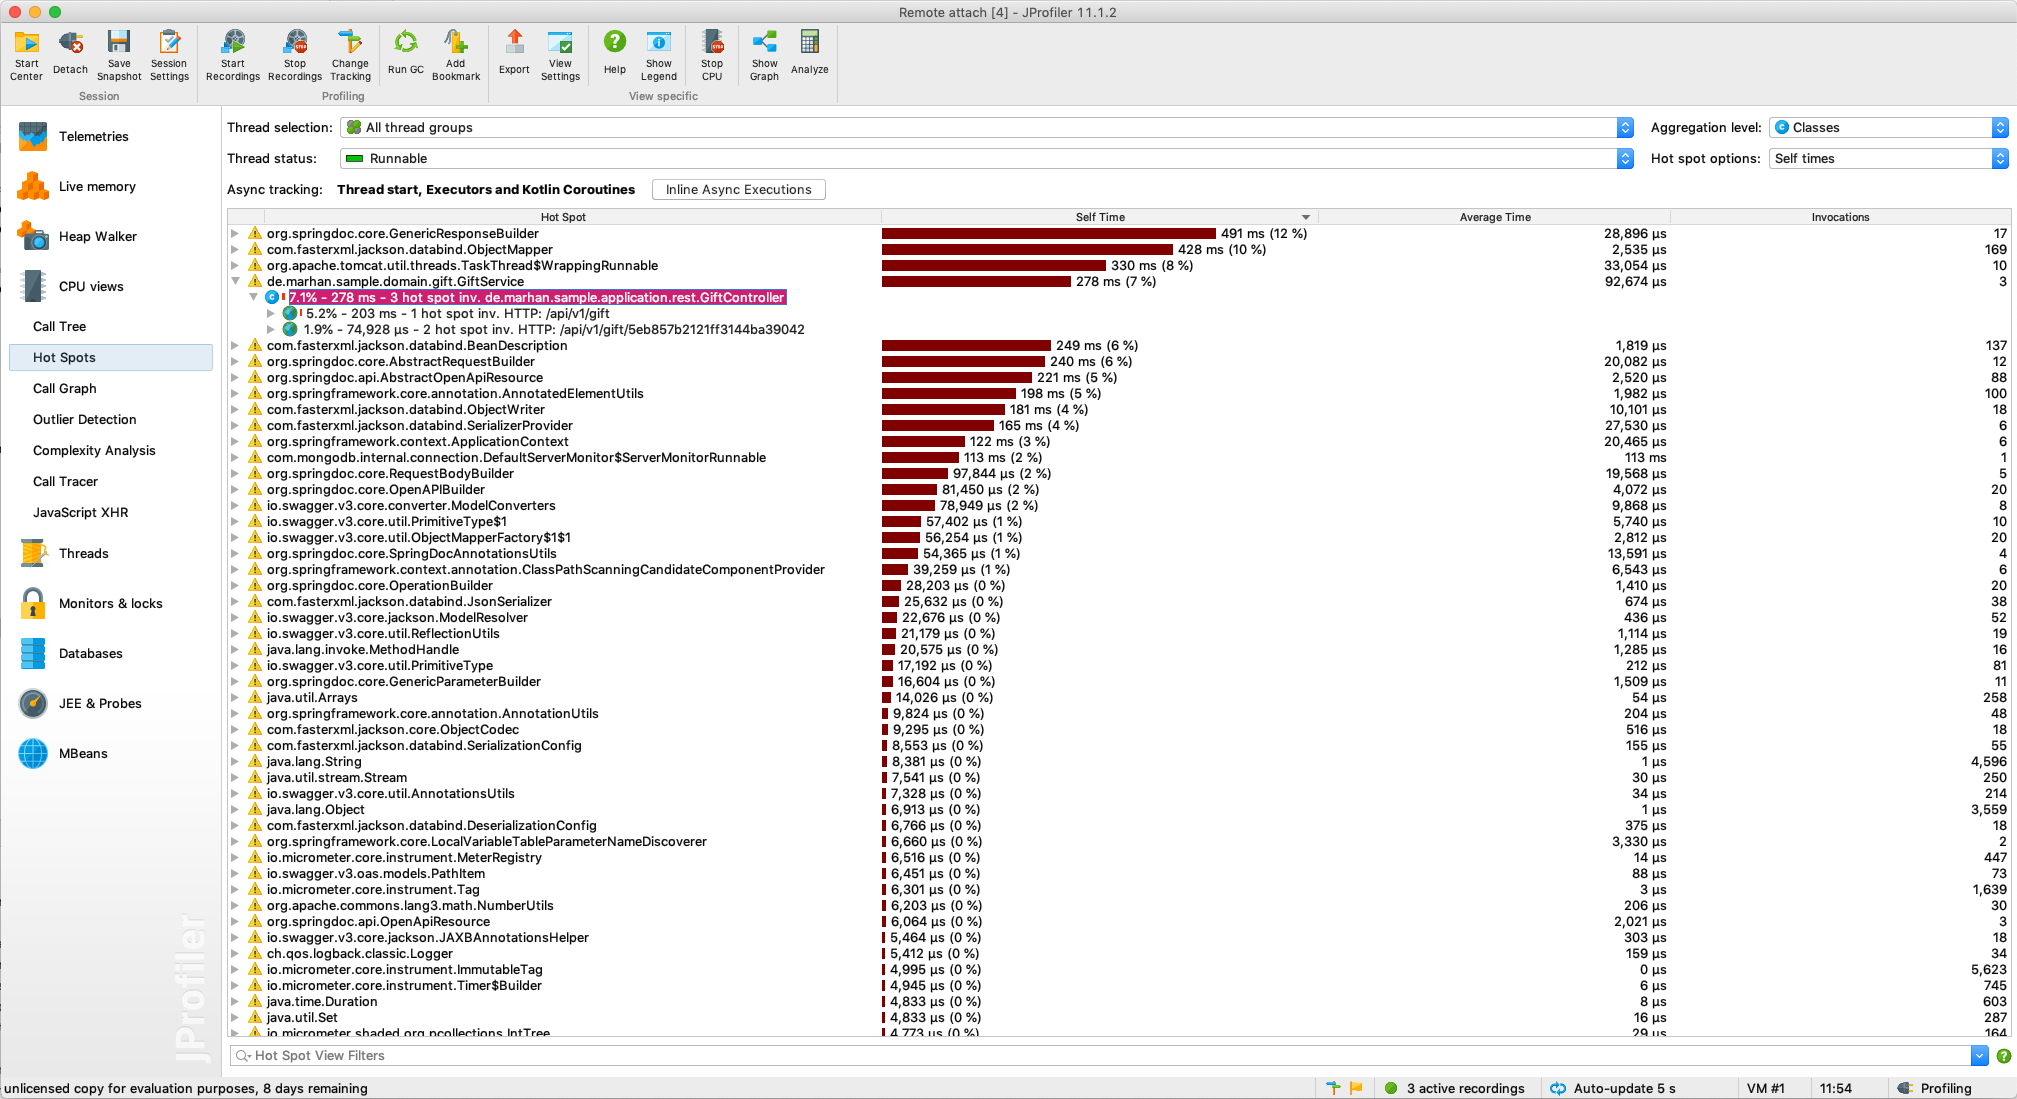 Remote attach [4] - JProfiler 11.1.2
Start Center
Detach
Save Snapshot
Session Settings
Start Recordings
Stop Recordings
Change Tracking
Run GC
Add Bookmark
Export
View Settings
Help
Show Legend
Stop CPU
Show Graph
Analyze
Session
Profiling
View specific
Telemetries
Live memory
Heap Walker
CPU views
Call Tree
Hot Spots
Call Graph
Outlier Detection
Complexity Analysis
Call Tracer
JavaScript XHR
Threads
Monitors & locks
Databases
JEE & Probes
MBeans
JProfiler
Thread selection: All thread groups
Aggregation level: Classes
Thread status: Runnable
Hot spot options: Self times
Async tracking: Thread start, Executors and Kotlin Coroutines Inline Async Executions
Hot Spot Self Time Average Time Invocations
org.springdoc.core.GenericResponseBuilder 491 ms (12 %) 28,896 µs 17
com.fasterxml.jackson.databind.ObjectMapper 428 ms (10 %) 2,535 µs 169
org.apache.tomcat.util.threads.TaskThread$WrappingRunnable 330 ms (8 %) 33,054 µs 10
de.marhan.sample.domain.gift.GiftService 278 ms (7 %) 92,674 µs 3
7.1% - 278 ms - 3 hot spot inv. de.marhan.sample.application.rest.GiftController
5.2% - 203 ms - 1 hot spot inv. HTTP: /api/v1/gift
1.9% - 74,928 µs - 2 hot spot inv. HTTP: /api/v1/gift/5eb857b2121ff3144ba39042
com.fasterxml.jackson.databind.BeanDescription 249 ms (6 %) 1,819 µs 137
org.springdoc.core.AbstractRequestBuilder 240 ms (6 %) 20,082 µs 12
org.springdoc.api.AbstractOpenApiResource 221 ms (5 %) 2,520 µs 88
org.springframework.core.annotation.AnnotatedElementUtils 198 ms (5 %) 1,982 µs 100
com.fasterxml.jackson.databind.ObjectWriter 181 ms (4 %) 10,101 µs 18
com.fasterxml.jackson.databind.SerializerProvider 165 ms (4 %) 27,530 µs 6
org.springframework.context.ApplicationContext 122 ms (3 %) 20,465 µs 6
com.mongodb.internal.connection.DefaultServerMonitor$ServerMonitorRunnable 113 ms (2 %) 113 ms 1
org.springdoc.core.RequestBodyBuilder 97,844 µs (2 %) 19,568 µs 5
org.springdoc.core.OpenAPIBuilder 81,450 µs (2 %) 4,072 µs 20
io.swagger.v3.core.converter.ModelConverters 78,949 µs (2 %) 9,868 µs 8
io.swagger.v3.core.util.PrimitiveType$1 57,402 µs (1 %) 5,740 µs 10
io.swagger.v3.core.util.ObjectMapperFactory$1$1 56,254 µs (1 %) 2,812 µs 20
org.springdoc.core.SpringDocAnnotationsUtils 54,365 µs (1 %) 13,591 µs 4
org.springframework.context.annotation.ClassPathScanningCandidateComponentProvider 39,259 µs (1 %) 6,543 µs 6
org.springdoc.core.OperationBuilder 28,203 µs (0 %) 1,410 µs 20
com.fasterxml.jackson.databind.JsonSerializer 25,632 µs (0 %) 674 µs 38
io.swagger.v3.core.jackson.ModelResolver 22,676 µs (0 %) 436 µs 52
io.swagger.v3.core.util.ReflectionUtils 21,179 µs (0 %) 1,114 µs 19
java.lang.invoke.MethodHandle 20,575 µs (0 %) 1,285 µs 16
io.swagger.v3.core.util.PrimitiveType 17,192 µs (0 %) 212 µs 81
org.springdoc.core.GenericParameterBuilder 16,604 µs (0 %) 1,509 µs 11
java.util.Arrays 14,026 µs (0 %) 54 µs 258
org.springframework.core.annotation.AnnotationUtils 9,824 µs (0 %) 204 µs 48
com.fasterxml.jackson.core.ObjectCodec 9,295 µs (0 %) 516 µs 18
com.fasterxml.jackson.databind.SerializationConfig 8,553 µs (0 %) 155 µs 55
java.lang.String 8,381 µs (0 %) 1 µs 4,596
java.util.stream.Stream 7,541 µs (0 %) 30 µs 250
io.swagger.v3.core.util.AnnotationsUtils 7,328 µs (0 %) 34 µs 214
java.lang.Object 6,913 µs (0 %) 1 µs 3,559
com.fasterxml.jackson.databind.DeserializationConfig 6,766 µs (0 %) 375 µs 18
org.springframework.core.LocalVariableTableParameterNameDiscoverer 6,660 µs (0 %) 3,330 µs 2
io.micrometer.core.instrument.MeterRegistry 6,516 µs (0 %) 14 µs 447
io.swagger.v3.oas.models.PathItem 6,451 µs (0 %) 88 µs 73
io.micrometer.core.instrument.Tag 6,301 µs (0 %) 3 µs 1,639
org.apache.commons.lang3.math.NumberUtils 6,203 µs (0 %) 206 µs 30
org.springdoc.api.OpenApiResource 6,064 µs (0 %) 2,021 µs 3
io.swagger.v3.core.jackson.JAXBAnnotationsHelper 5,464 µs (0 %) 303 µs 18
ch.qos.logback.classic.Logger 5,412 µs (0 %) 159 µs 34
io.micrometer.core.instrument.ImmutableTag 4,995 µs (0 %) 0 µs 5,623
io.micrometer.core.instrument.Timer$Builder 4,945 µs (0 %) 6 µs 745
java.time.Duration 4,833 µs (0 %) 8 µs 603
java.util.Set 4,833 µs (0 %) 16 µs 287
io.micrometer.shaded.org.pcollections.IntTree 4,773 µs (0 %) 29 µs 164
Hot Spot View Filters
unlicensed copy for evaluation purposes, 8 days remaining
3 active recordings
Auto-update 5 s
VM #1
11:54
Profiling